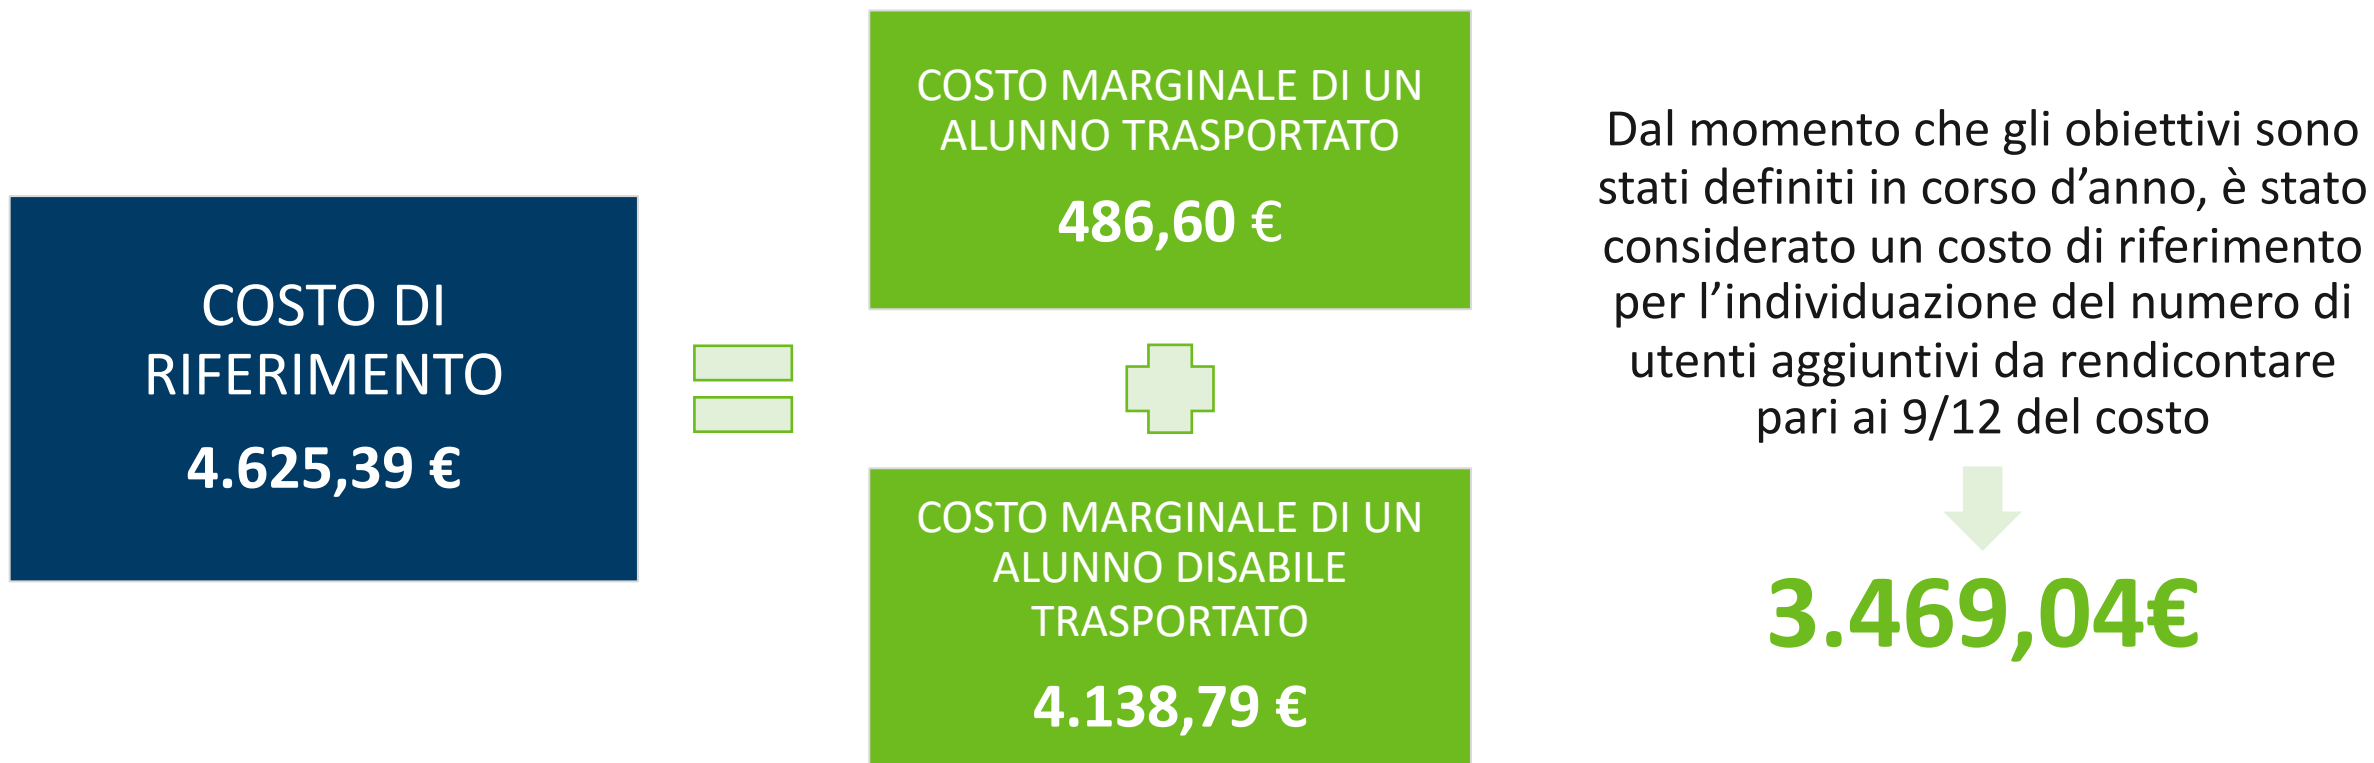 COSTO DI
RIFERIMENTO
4.625,39 €
COSTO MARGINALE DI UN
ALUNNO TRASPORTATO
486,60 €
COSTO MARGINALE DI UN
ALUNNO DISABILE
TRASPORTATO
4.138,79 €
Dal momento che gli obiettivi sono
stati definiti in corso d’anno, è stato
considerato un costo di riferimento
per l’individuazione del numero di
utenti aggiuntivi da rendicontare
pari ai 9/12 del costo
3.469,04€